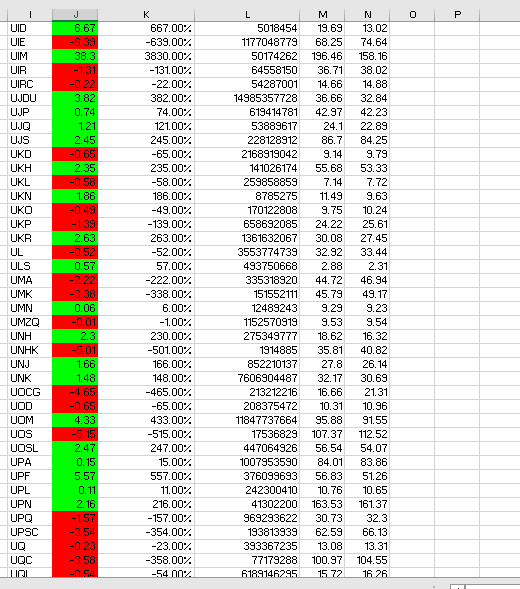 I J K L M N O P
UID 6.67 667.00% 5018454 19.69 13.02
UIE -6.39 -639.00% 1177048779 68.25 74.64
UIM 38.3 3830.00% 50174262 196.46 158.16
UIR -1.31 -131.00% 64558150 36.71 38.02
UIRC -0.22 -22.00% 54287001 14.66 14.88
UJDU 3.82 382.00% 14985357728 36.66 32.84
UJP 0.74 74.00% 619414781 42.97 42.23
UJQ 1.21 121.00% 53889617 24.1 22.89
UJS 2.45 245.00% 228128912 86.7 84.25
UKD -0.65 -65.00% 2168919042 9.14 9.79
UKH 2.35 235.00% 141026174 55.68 53.33
UKL -0.58 -58.00% 259858859 7.14 7.72
UKN 1.86 186.00% 8785275 11.49 9.63
UKO -0.49 -49.00% 170122808 9.75 10.24
UKP -1.39 -139.00% 658692085 24.22 25.61
UKR 2.63 263.00% 1361632067 30.08 27.45
UL -0.52 -52.00% 3553774739 32.92 33.44
ULS 0.57 57.00% 493750668 2.88 2.31
UMA -2.22 -222.00% 335318920 44.72 46.94
UMK -3.38 -338.00% 151552111 45.79 49.17
UMN 0.06 6.00% 12489243 9.29 9.23
UMZQ -0.01 -1.00% 1152570919 9.53 9.54
UNH 2.3 230.00% 275349777 18.62 16.32
UNHK -5.01 -501.00% 1914885 35.81 40.82
UNJ 1.66 166.00% 852210137 27.8 26.14
UNK 1.48 148.00% 7606904487 32.17 30.69
UOCG -4.65 -465.00% 213212216 16.66 21.31
UOD -0.65 -65.00% 208375472 10.31 10.96
UOM 4.33 433.00% 11847737664 95.88 91.55
UOS -5.15 -515.00% 17536829 107.37 112.52
UOSL 2.47 247.00% 447064926 56.54 54.07
UPA 0.15 15.00% 1007953590 84.01 83.86
UPF 5.57 557.00% 376099693 56.83 51.26
UPL 0.11 11.00% 242300410 10.76 10.65
UPN 2.16 216.00% 41302200 163.53 161.37
UPQ -1.57 -157.00% 969293622 30.73 32.3
UPSC -3.54 -354.00% 193813939 62.59 66.13
UQ -0.23 -23.00% 393367235 13.08 13.31
UQC -3.58 -358.00% 77179288 100.97 104.55
UQL -0.54 -54.00% 6189146295 15.72 16.26